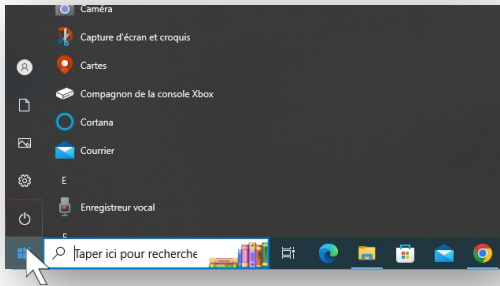 Caméra
Capture d'écran et croquis
Cartes
Compagnon de la console Xbox
Cortana
Courrier
E
Enregistreur vocal
Taper ici pour recherche